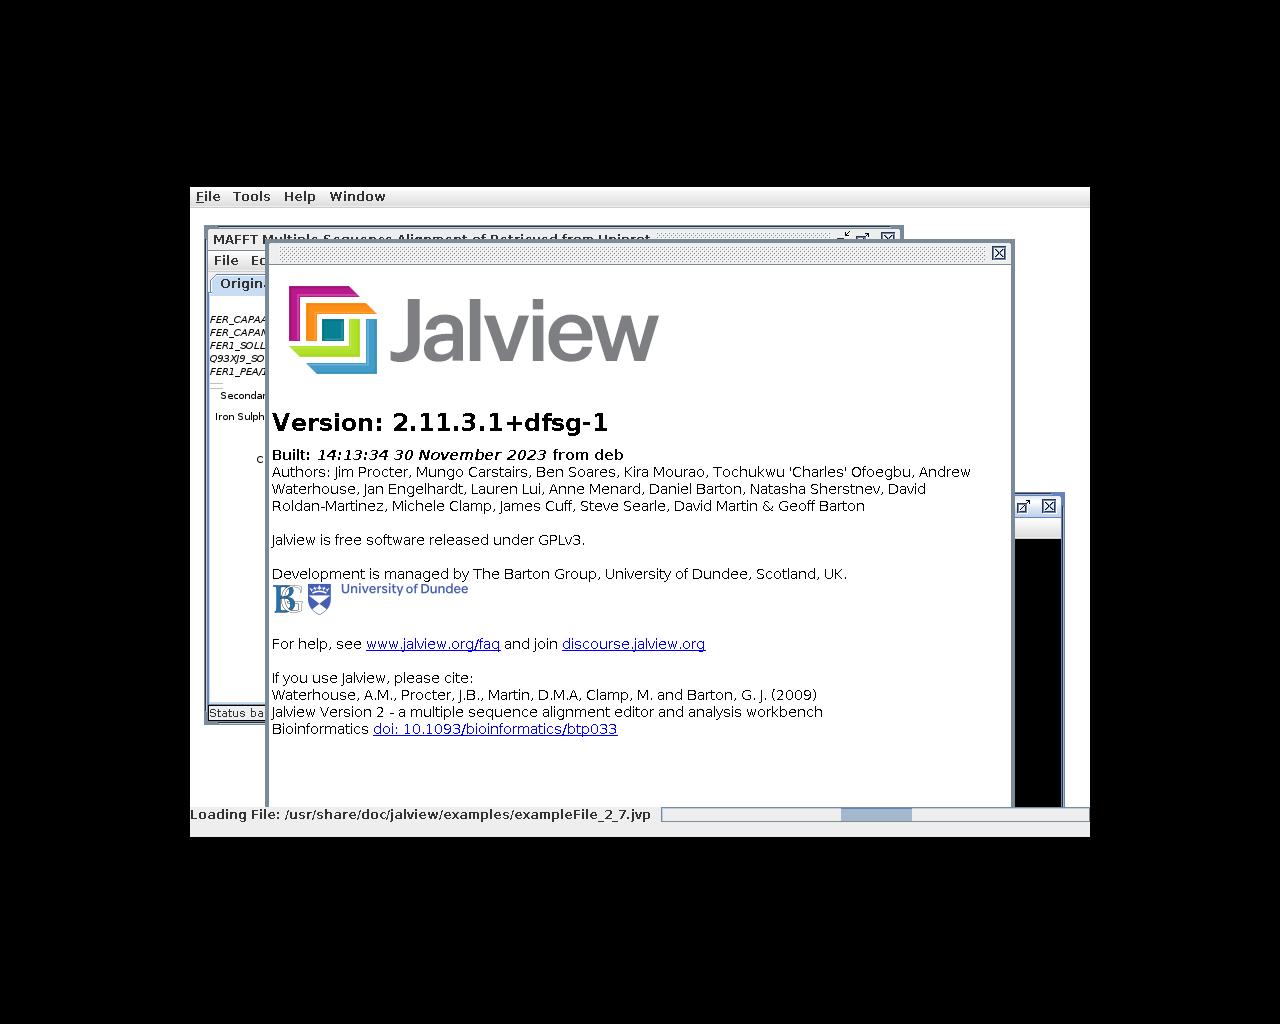 File Tools Help Window
MAFFT Multiple Sequence Alignment of Retrieved from Uniprot
File
Jalview
FER_CAPAA
FER_CAPAN
FER1_SOLL
Q93XJ9_SO
FER1_PEA/1
Secondar
Iron Sulph
C
Version: 2.11.3.1+dfsg-1
Built: 14:13:34 30 November 2023 from deb
Authors: Jim Procter, Mungo Carstairs, Ben Soares, Kira Mourao, Tochukwu 'Charles' Ofoegbu, Andrew
Waterhouse, Jan Engelhardt, Lauren Lui, Anne Menard, Daniel Barton, Natasha Sherstnev, David
Roldan-Martinez, Michele Clamp, James Cuff, Steve Searle, David Martin & Geoff Barton
Jalview is free software released under GPLv3.
Development is managed by The Barton Group, University of Dundee, Scotland, UK.
University of Dundee
For help, see www.jalview.org/faq and join discourse.jalview.org
If you use Jalview, please cite:
Waterhouse, A.M., Procter, J.B., Martin, D.M.A, Clamp, M. and Barton, G. J. (2009)
Jalview Version 2 - a multiple sequence alignment editor and analysis workbench
Bioinformatics doi: 10.1093/bioinformatics/btp033
Status ba
Loading File: /usr/share/doc/jalview/examples/exampleFile_2_7.jvp